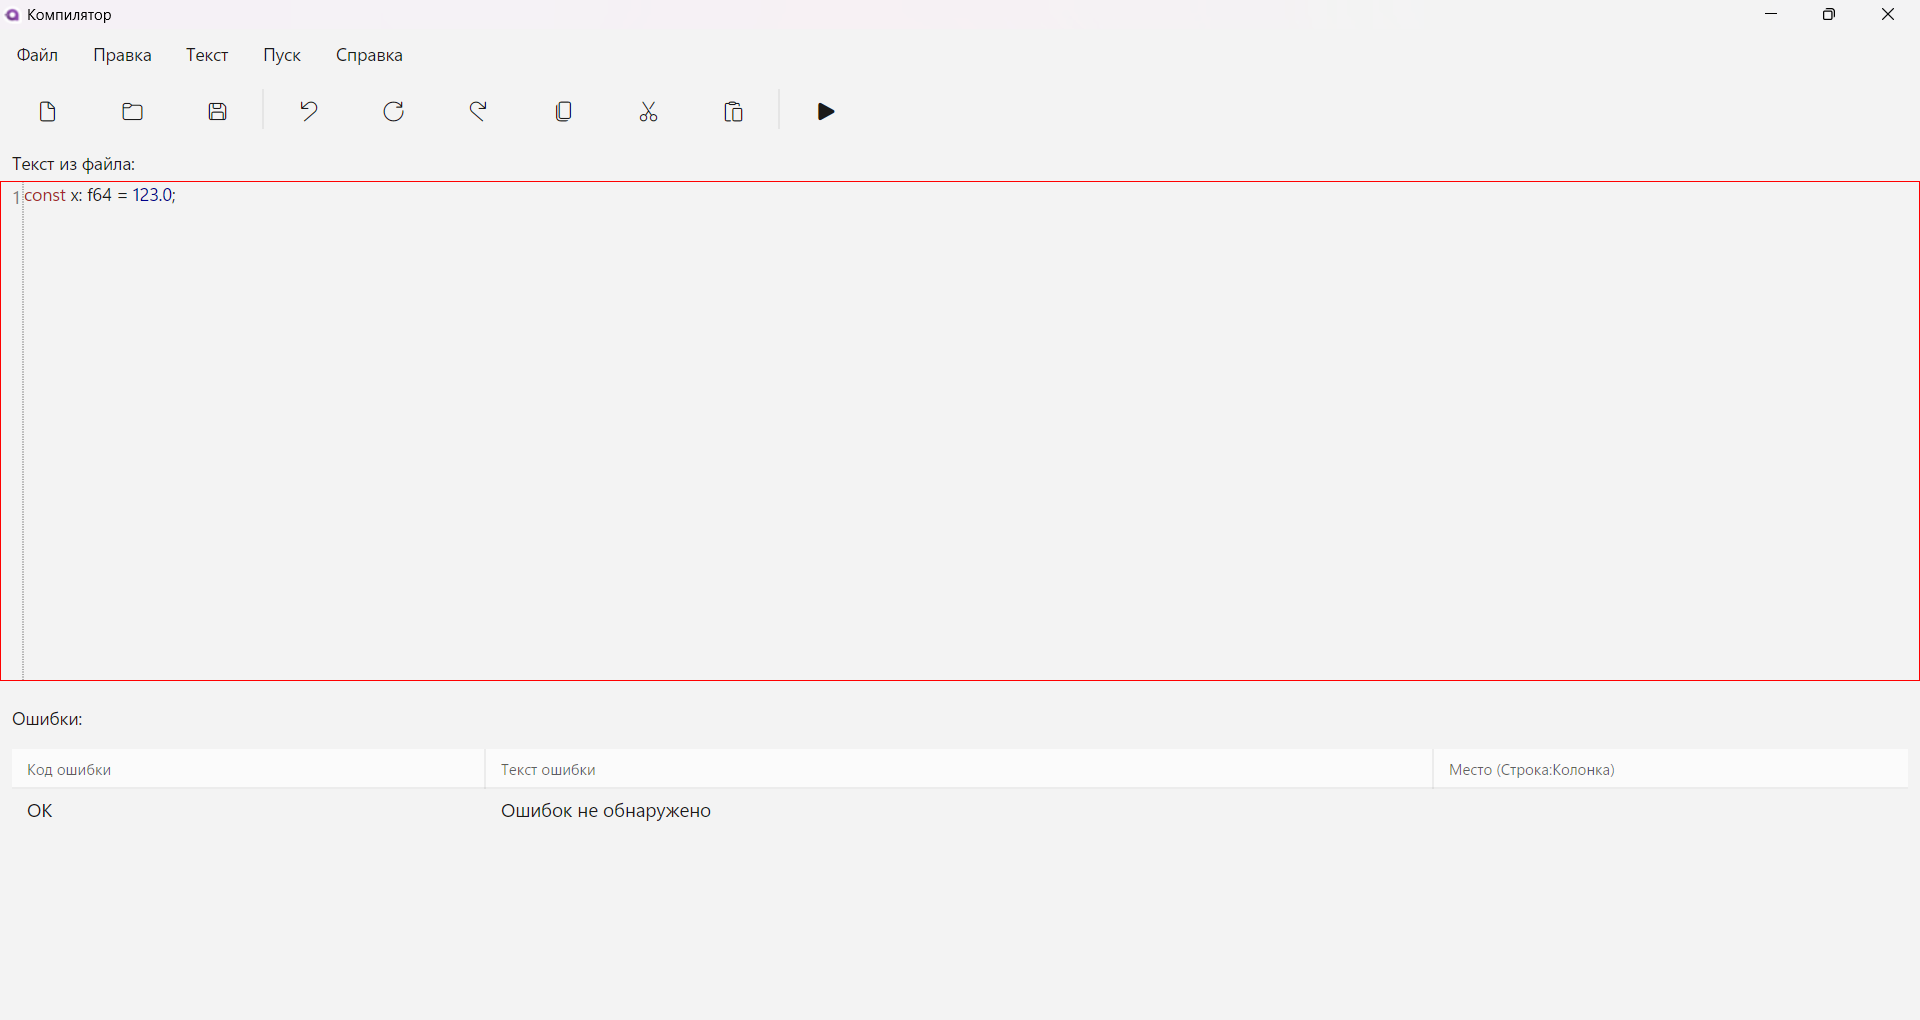 Компилятор
Файл Правка Текст Пуск Справка
Текст из файла:
1 const x: f64 = 123.0;
Ошибки:
Код ошибки Текст ошибки Место (Строка:Колонка)
OK Ошибок не обнаружено